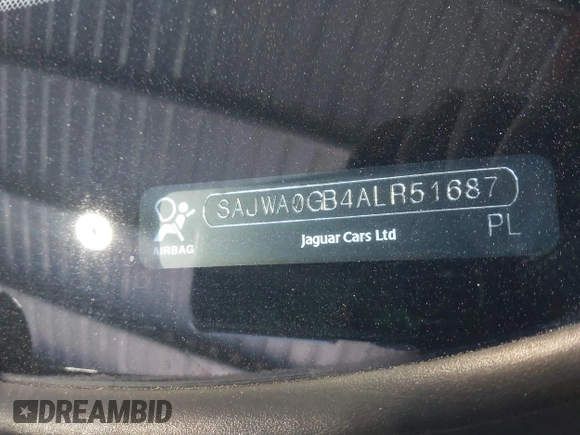 SAJWA0GB4ALR51687
AIRBAG
Jaguar Cars Ltd
PL
DREAMBID